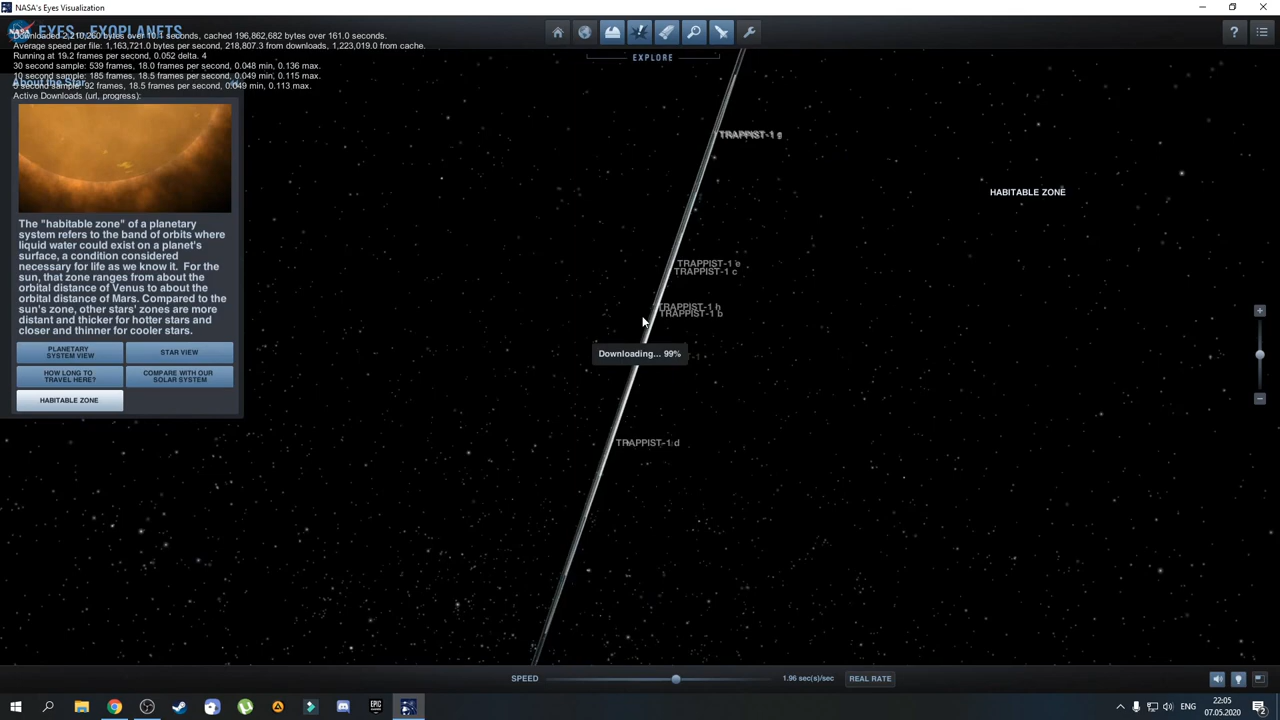 NASA's Eyes Visualization
NASA EYES EXOPLANETS
Downloaded 2,210,260 bytes over 10.1 seconds, cached 196,862,682 bytes over 161.0 seconds.
Average speed per file: 1,163,721.0 bytes per second, 218,807.3 from downloads, 1,223,019.0 from cache.
Running at 19.2 frames per second, 0.052 delta. 4
30 second sample: 539 frames, 18.0 frames per second, 0.048 min, 0.136 max.
10 second sample: 185 frames, 18.5 frames per second, 0.049 min, 0.115 max.
About the Star
5 second sample: 92 frames, 18.5 frames per second, 0.049 min, 0.113 max.
Active Downloads (url, progress):
EXPLORE
?
TRAPPIST-1 g
HABITABLE ZONE
The "habitable zone" of a planetary
system refers to the band of orbits where
liquid water could exist on a planet's
surface, a condition considered
necessary for life as we know it. For the
sun, that zone ranges from about the
orbital distance of Venus to about the
orbital distance of Mars. Compared to the
sun's zone, other stars' zones are more
distant and thicker for hotter stars and
closer and thinner for cooler stars.
TRAPPIST-1 e
TRAPPIST-1 c
TRAPPIST-1 h
TRAPPIST-1 b
Downloading... 99%
TRAPPIST-1 d
PLANETARY
SYSTEM VIEW
STAR VIEW
HOW LONG TO
TRAVEL HERE?
COMPARE WITH OUR
SOLAR SYSTEM
HABITABLE ZONE
SPEED
1.96 sec(s)/sec
REAL RATE
EPIC
ENG
22:05
07.05.2020
2